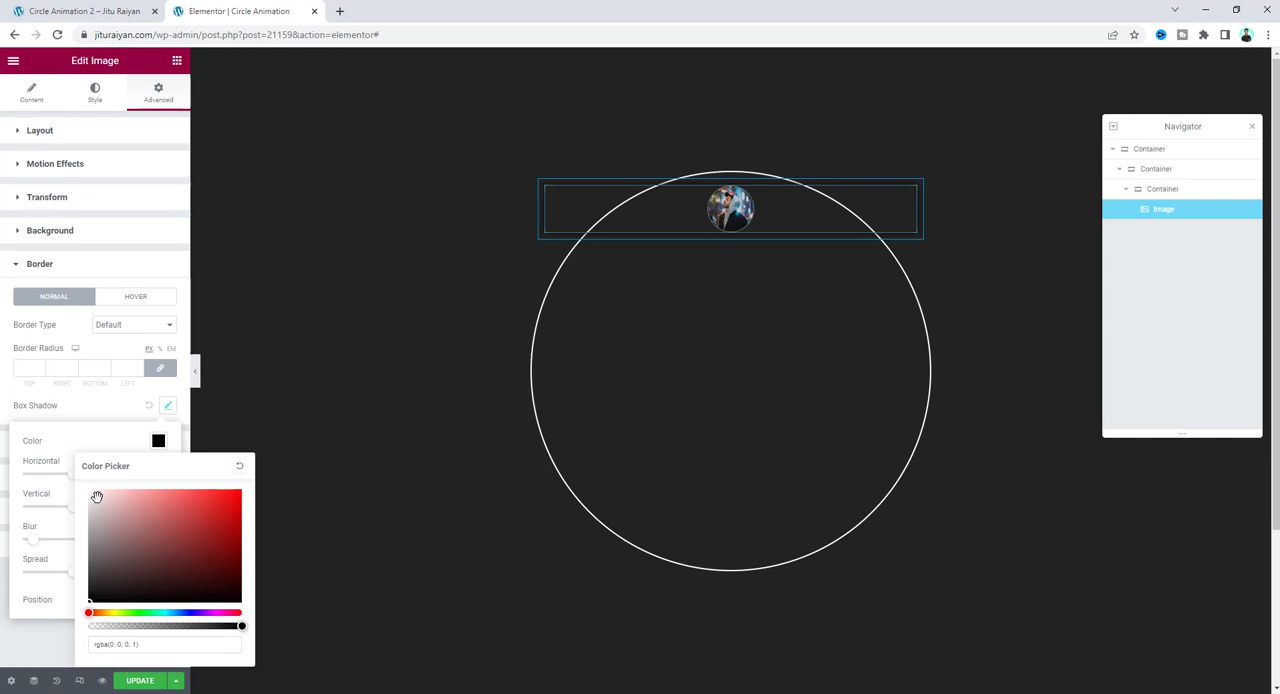 Circle Animation 2 – Jitu Raiyan
Elementor | Circle Animation
jituraiyan.com/wp-admin/post.php?post=21159&action=elementor#
Edit Image
Content
Style
Advanced
Layout
Motion Effects
Transform
Background
Border
NORMAL
HOVER
Border Type
Default
Border Radius
PX % EM
TOP RIGHT BOTTOM LEFT
Box Shadow
Color
Horizontal
Color Picker
Vertical
Blur
Spread
Position
rgba(0, 0, 0, 1)
UPDATE
Navigator
Container
Container
Container
Image